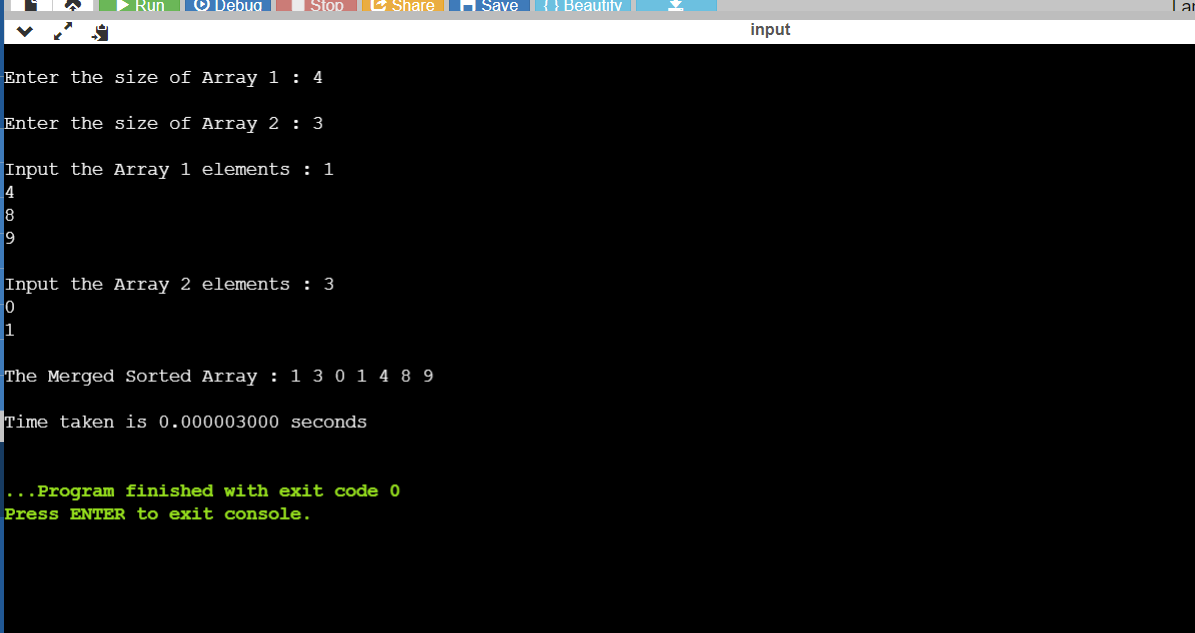 Run Debug Stop Share Save { } Beautify
input
Enter the size of Array 1 : 4
Enter the size of Array 2 : 3
Input the Array 1 elements : 1
4
8
9
Input the Array 2 elements : 3
0
1
The Merged Sorted Array : 1 3 0 1 4 8 9
Time taken is 0.000003000 seconds
...Program finished with exit code 0
Press ENTER to exit console.